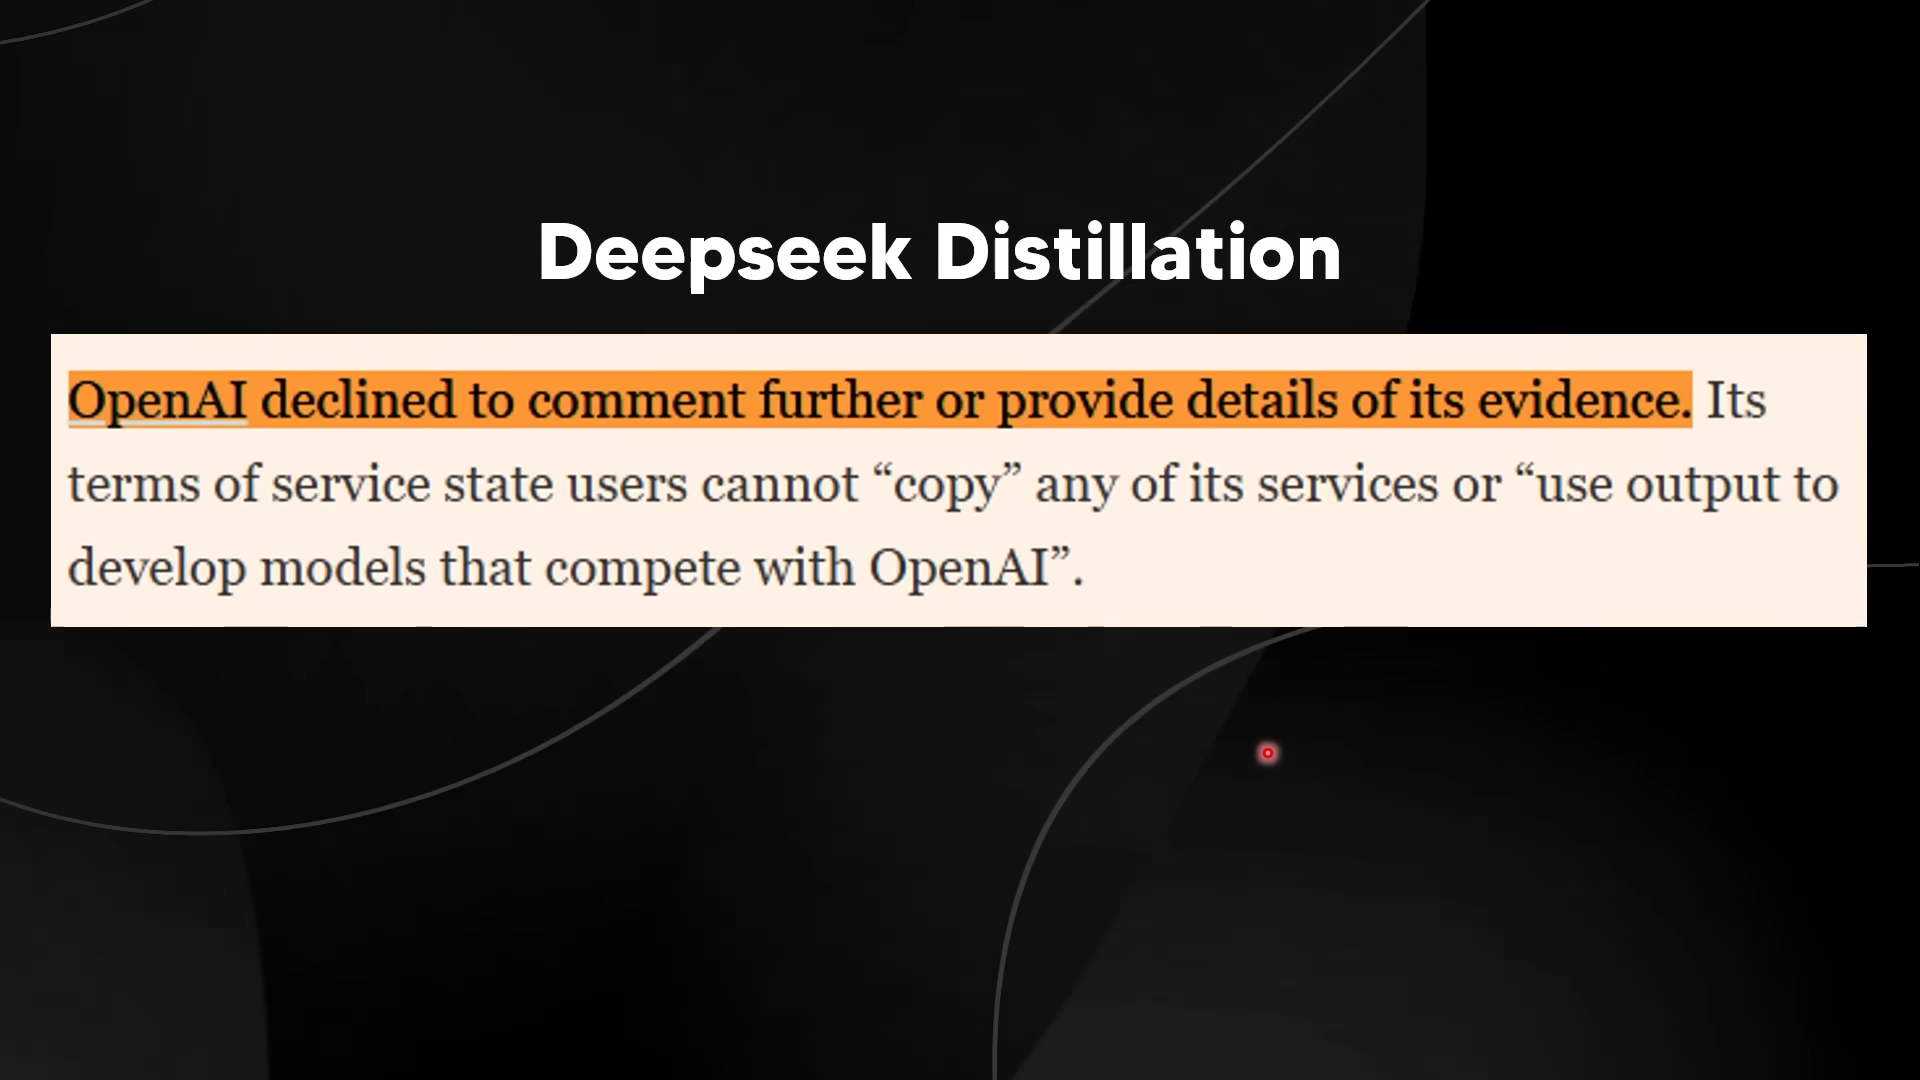 Deepseek Distillation
OpenAI declined to comment further or provide details of its evidence. Its
terms of service state users cannot “copy” any of its services or “use output to
develop models that compete with OpenAI”.